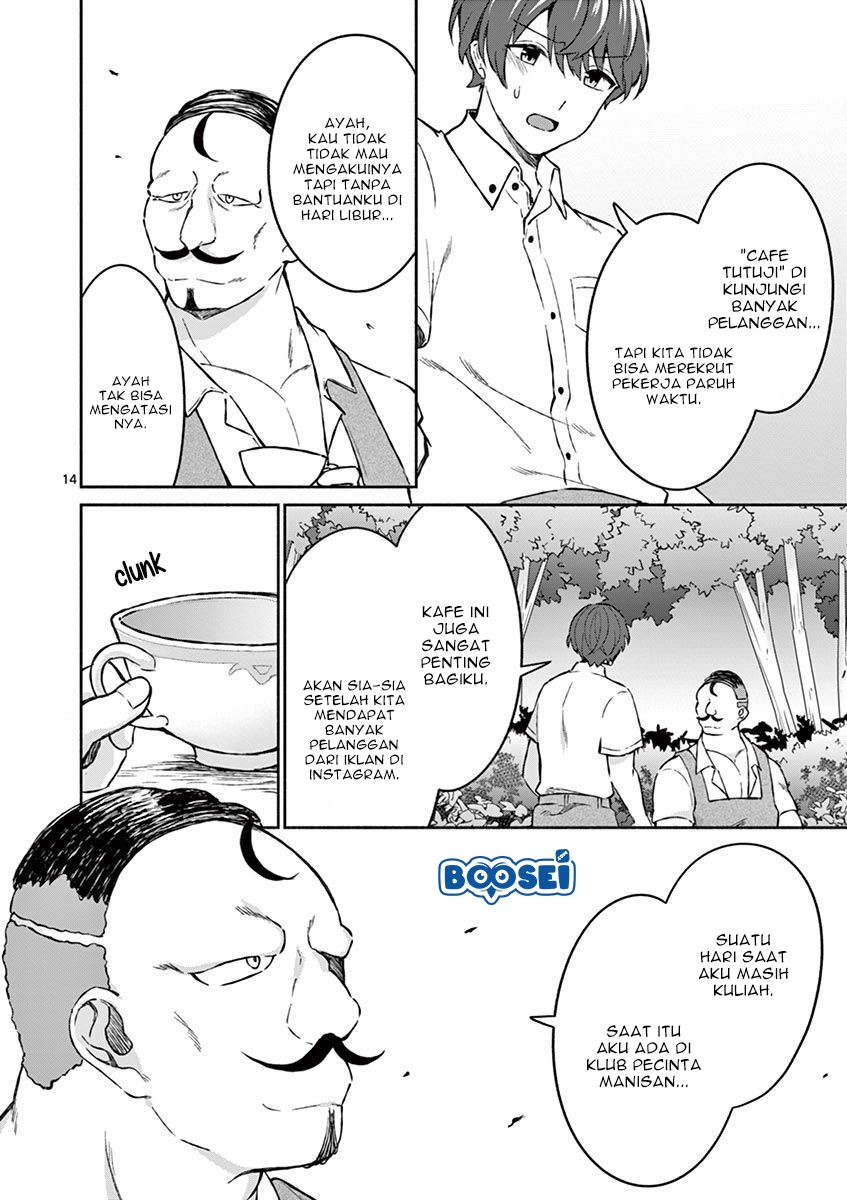 "CAFE
TUTUJI" DI
KUNJUNGI
BANYAK
PELANGGAN...
TAPI KITA TIDAK
BISA MEREKRUT
PEKERJA PARUH
WAKTU.
AYAH,
KAU TIDAK
TIDAK MAU
MENGAKUINYA
TAPI TANPA
BANTUANKU DI
HARI LIBUR...
AYAH
TAK BISA
MENGATASI
NYA.
14
KAFE INI
JUGA
SANGAT
PENTING
BAGIKU.
AKAN SIA-SIA
SETELAH KITA
MENDAPAT
BANYAK
PELANGGAN
DARI IKLAN DI
INSTAGRAM.
clunk
BOOSEI
.com
SUATU
HARI SAAT
AKU MASIH
KULIAH.
SAAT ITU
AKU ADA DI
KLUB PECINTA
MANISAN...